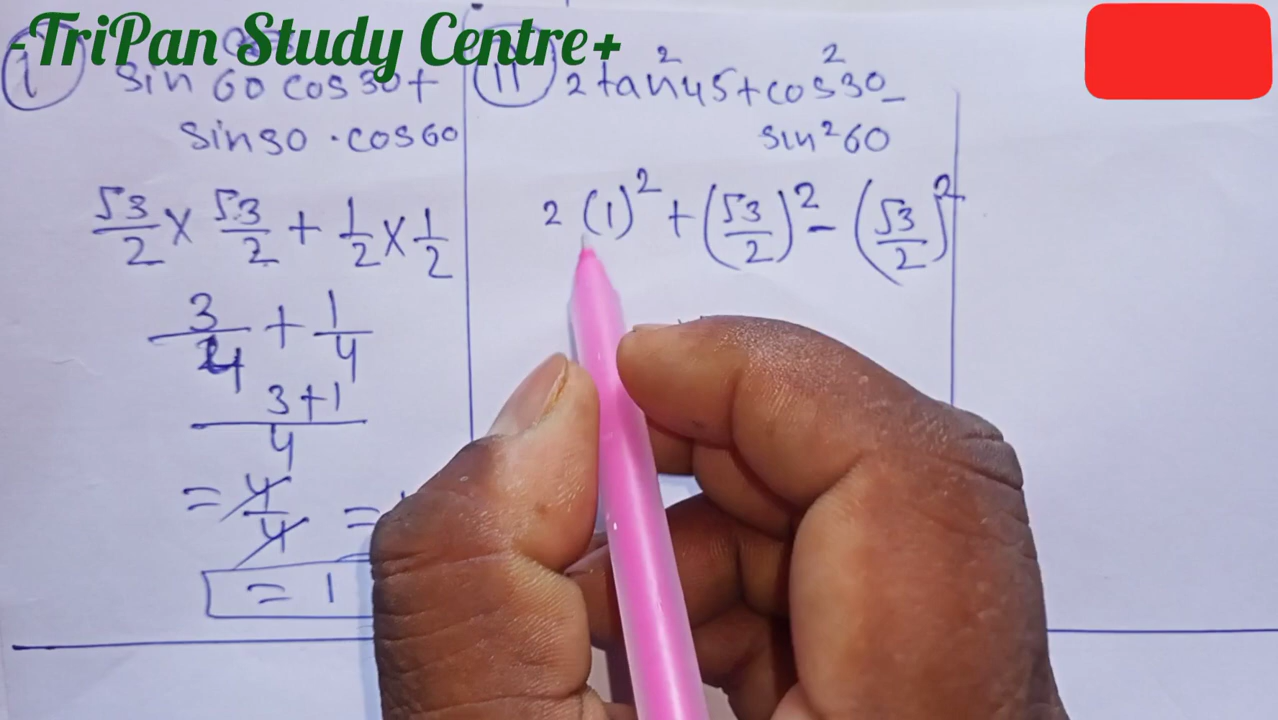 -TriPan Study Centre+
i
sin 60 cos 30 +
sin 30 . cos 60
√3/2 × √3/2 + 1/2 × 1/2
3/4 + 1/4
3+1/4
= 4/4 =
= 1
ii
2 tan²45 + cos²30 -
sin²60
2 (1)² + (√3/2)² - (√3/2)²